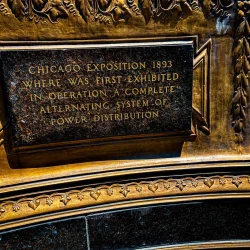 CHICAGO EXPOSITION 1893
WHERE WAS FIRST EXHIBITED
IN OPERATION A COMPLETE
ALTERNATING SYSTEM OF
POWER DISTRIBUTION